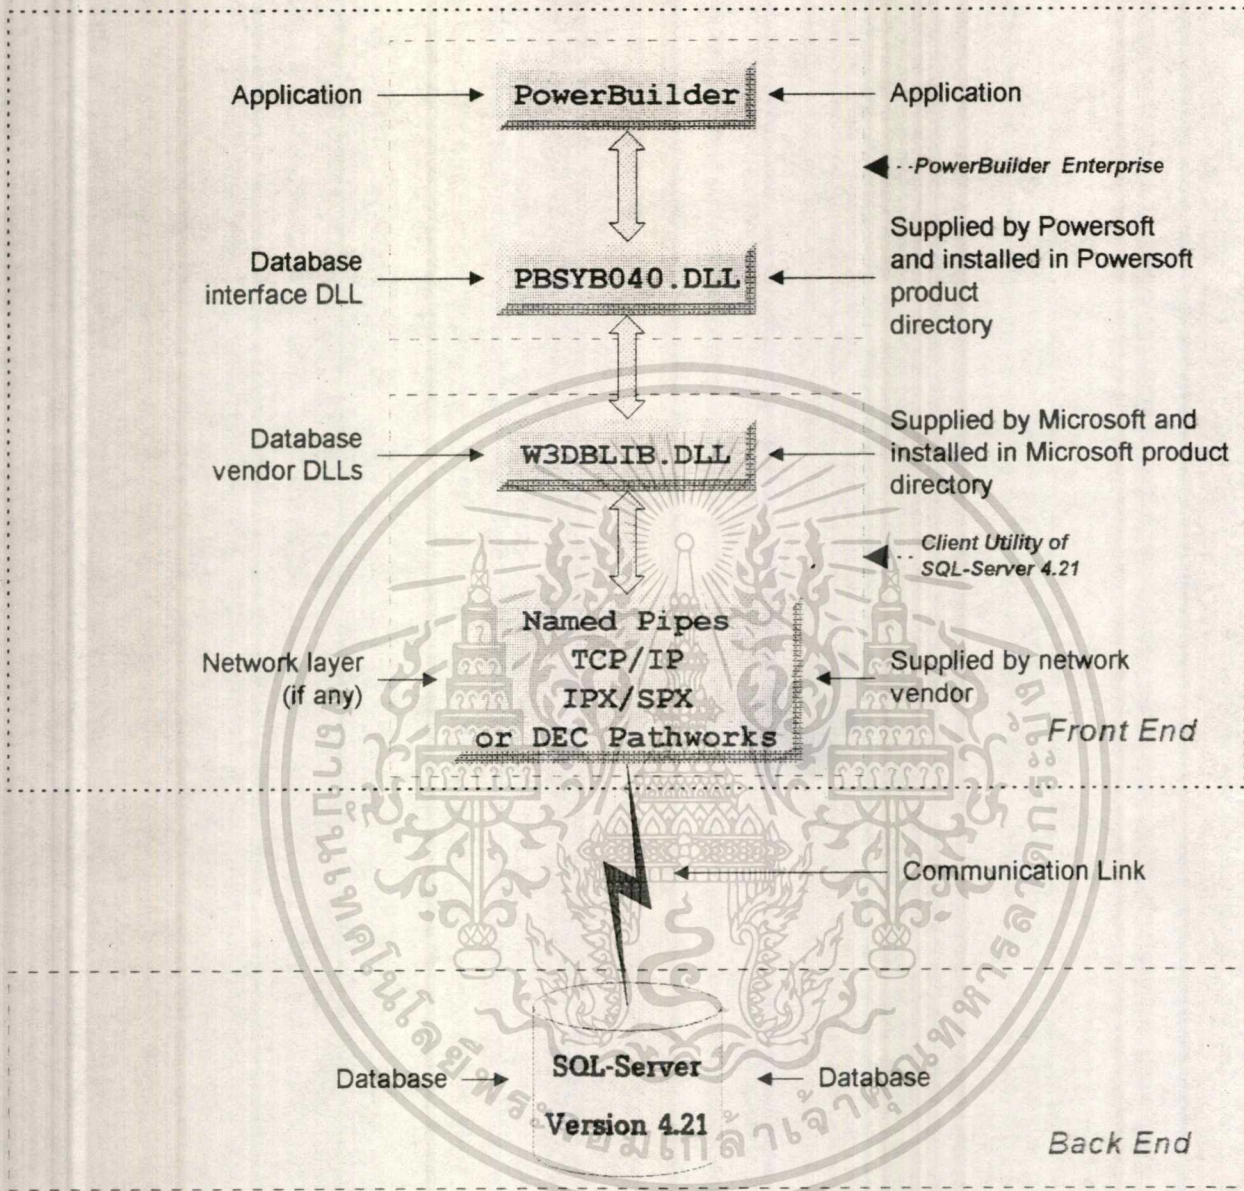 Application
PowerBuilder
Application
PowerBuilder Enterprise
Database
interface DLL
PBSYB040.DLL
Supplied by Powersoft
and installed in Powersoft
product
directory
Database
vendor DLLs
W3DBLIB.DLL
Supplied by Microsoft and
installed in Microsoft product
directory
Client Utility of
SQL-Server 4.21
Network layer
(if any)
Named Pipes
TCP/IP
IPX/SPX
or DEC Pathworks
Supplied by network
vendor
Front End
Communication Link
Database
SQL-Server
Version 4.21
Database
Back End